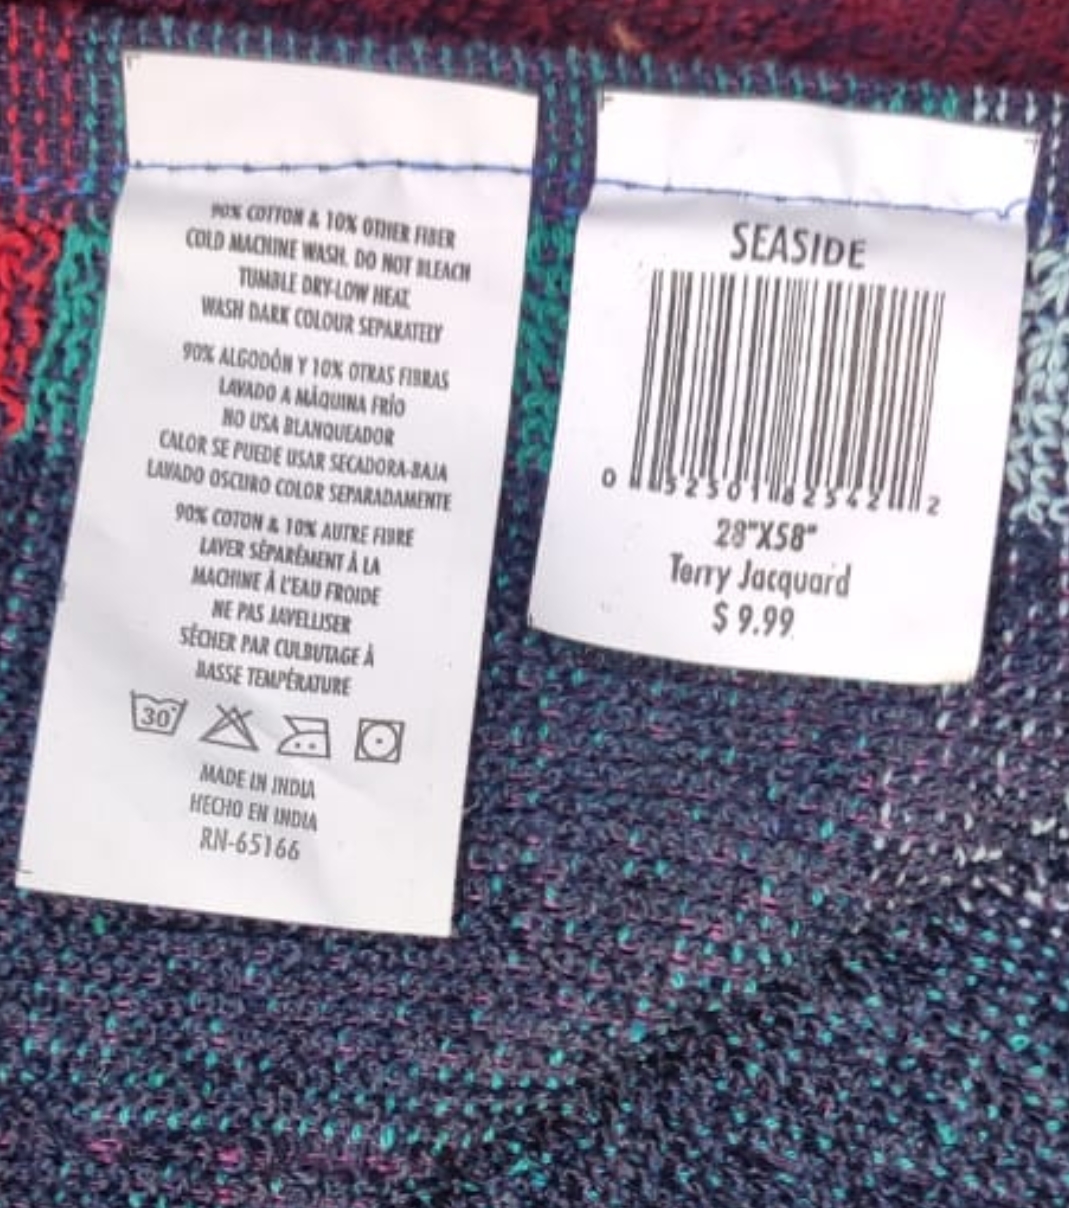 90% COTTON & 10% OTHER FIBER
COLD MACHINE WASH. DO NOT BLEACH
TUMBLE DRY-LOW HEAT.
WASH DARK COLOUR SEPARATELY
90% ALGODÓN Y 10% OTRAS FIBRAS
LAVADO A MÁQUINA FRÍO
NO USA BLANQUEADOR
CALOR SE PUEDE USAR SECADORA-BAJA
LAVADO OSCURO COLOR SEPARADAMENTE
90% COTON & 10% AUTRE FIBRE
LAVER SÉPARÉMENT À LA
MACHINE À L'EAU FROIDE
NE PAS JAVELLISER
SÉCHER PAR CULBUTAGE À
BASSE TEMPÉRATURE
30°
MADE IN INDIA
HECHO EN INDIA
RN-65166
SEASIDE
28"X58"
Terry Jacquard
$ 9.99